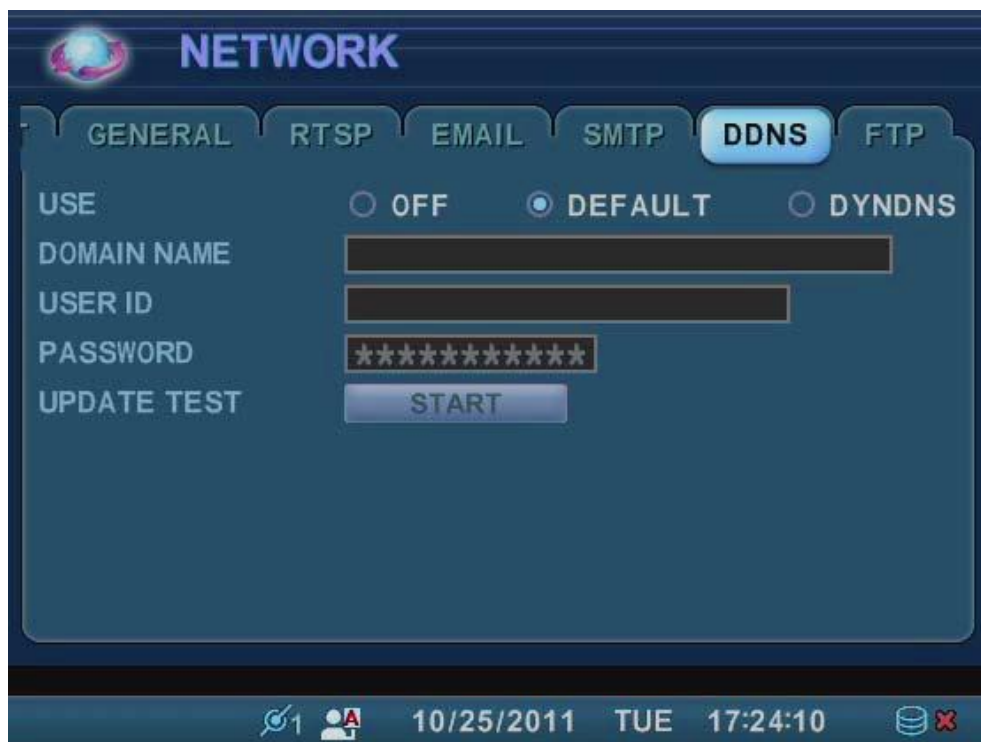 NETWORK
GENERAL RTSP EMAIL SMTP DDNS FTP
USE OFF DEFAULT DYNDNS
DOMAIN NAME
USER ID
PASSWORD ***********
UPDATE TEST START
1 A 10/25/2011 TUE 17:24:10